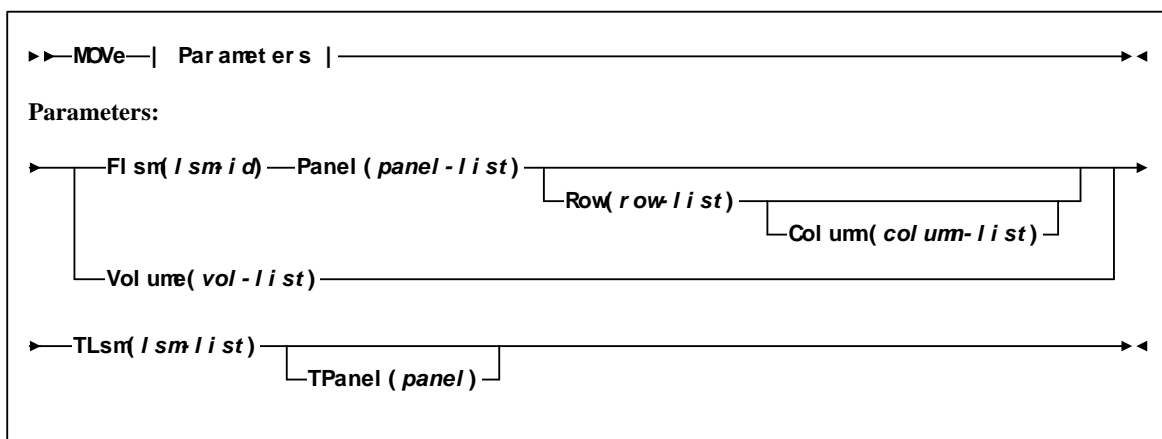 MOVe | Parameters |
Parameters:
Flsm(lsm-id) Panel(panel-list)
Row(row-list)
Column(column-list)
Volume(vol-list)
TLsm(lsm-list)
TPanel(panel)